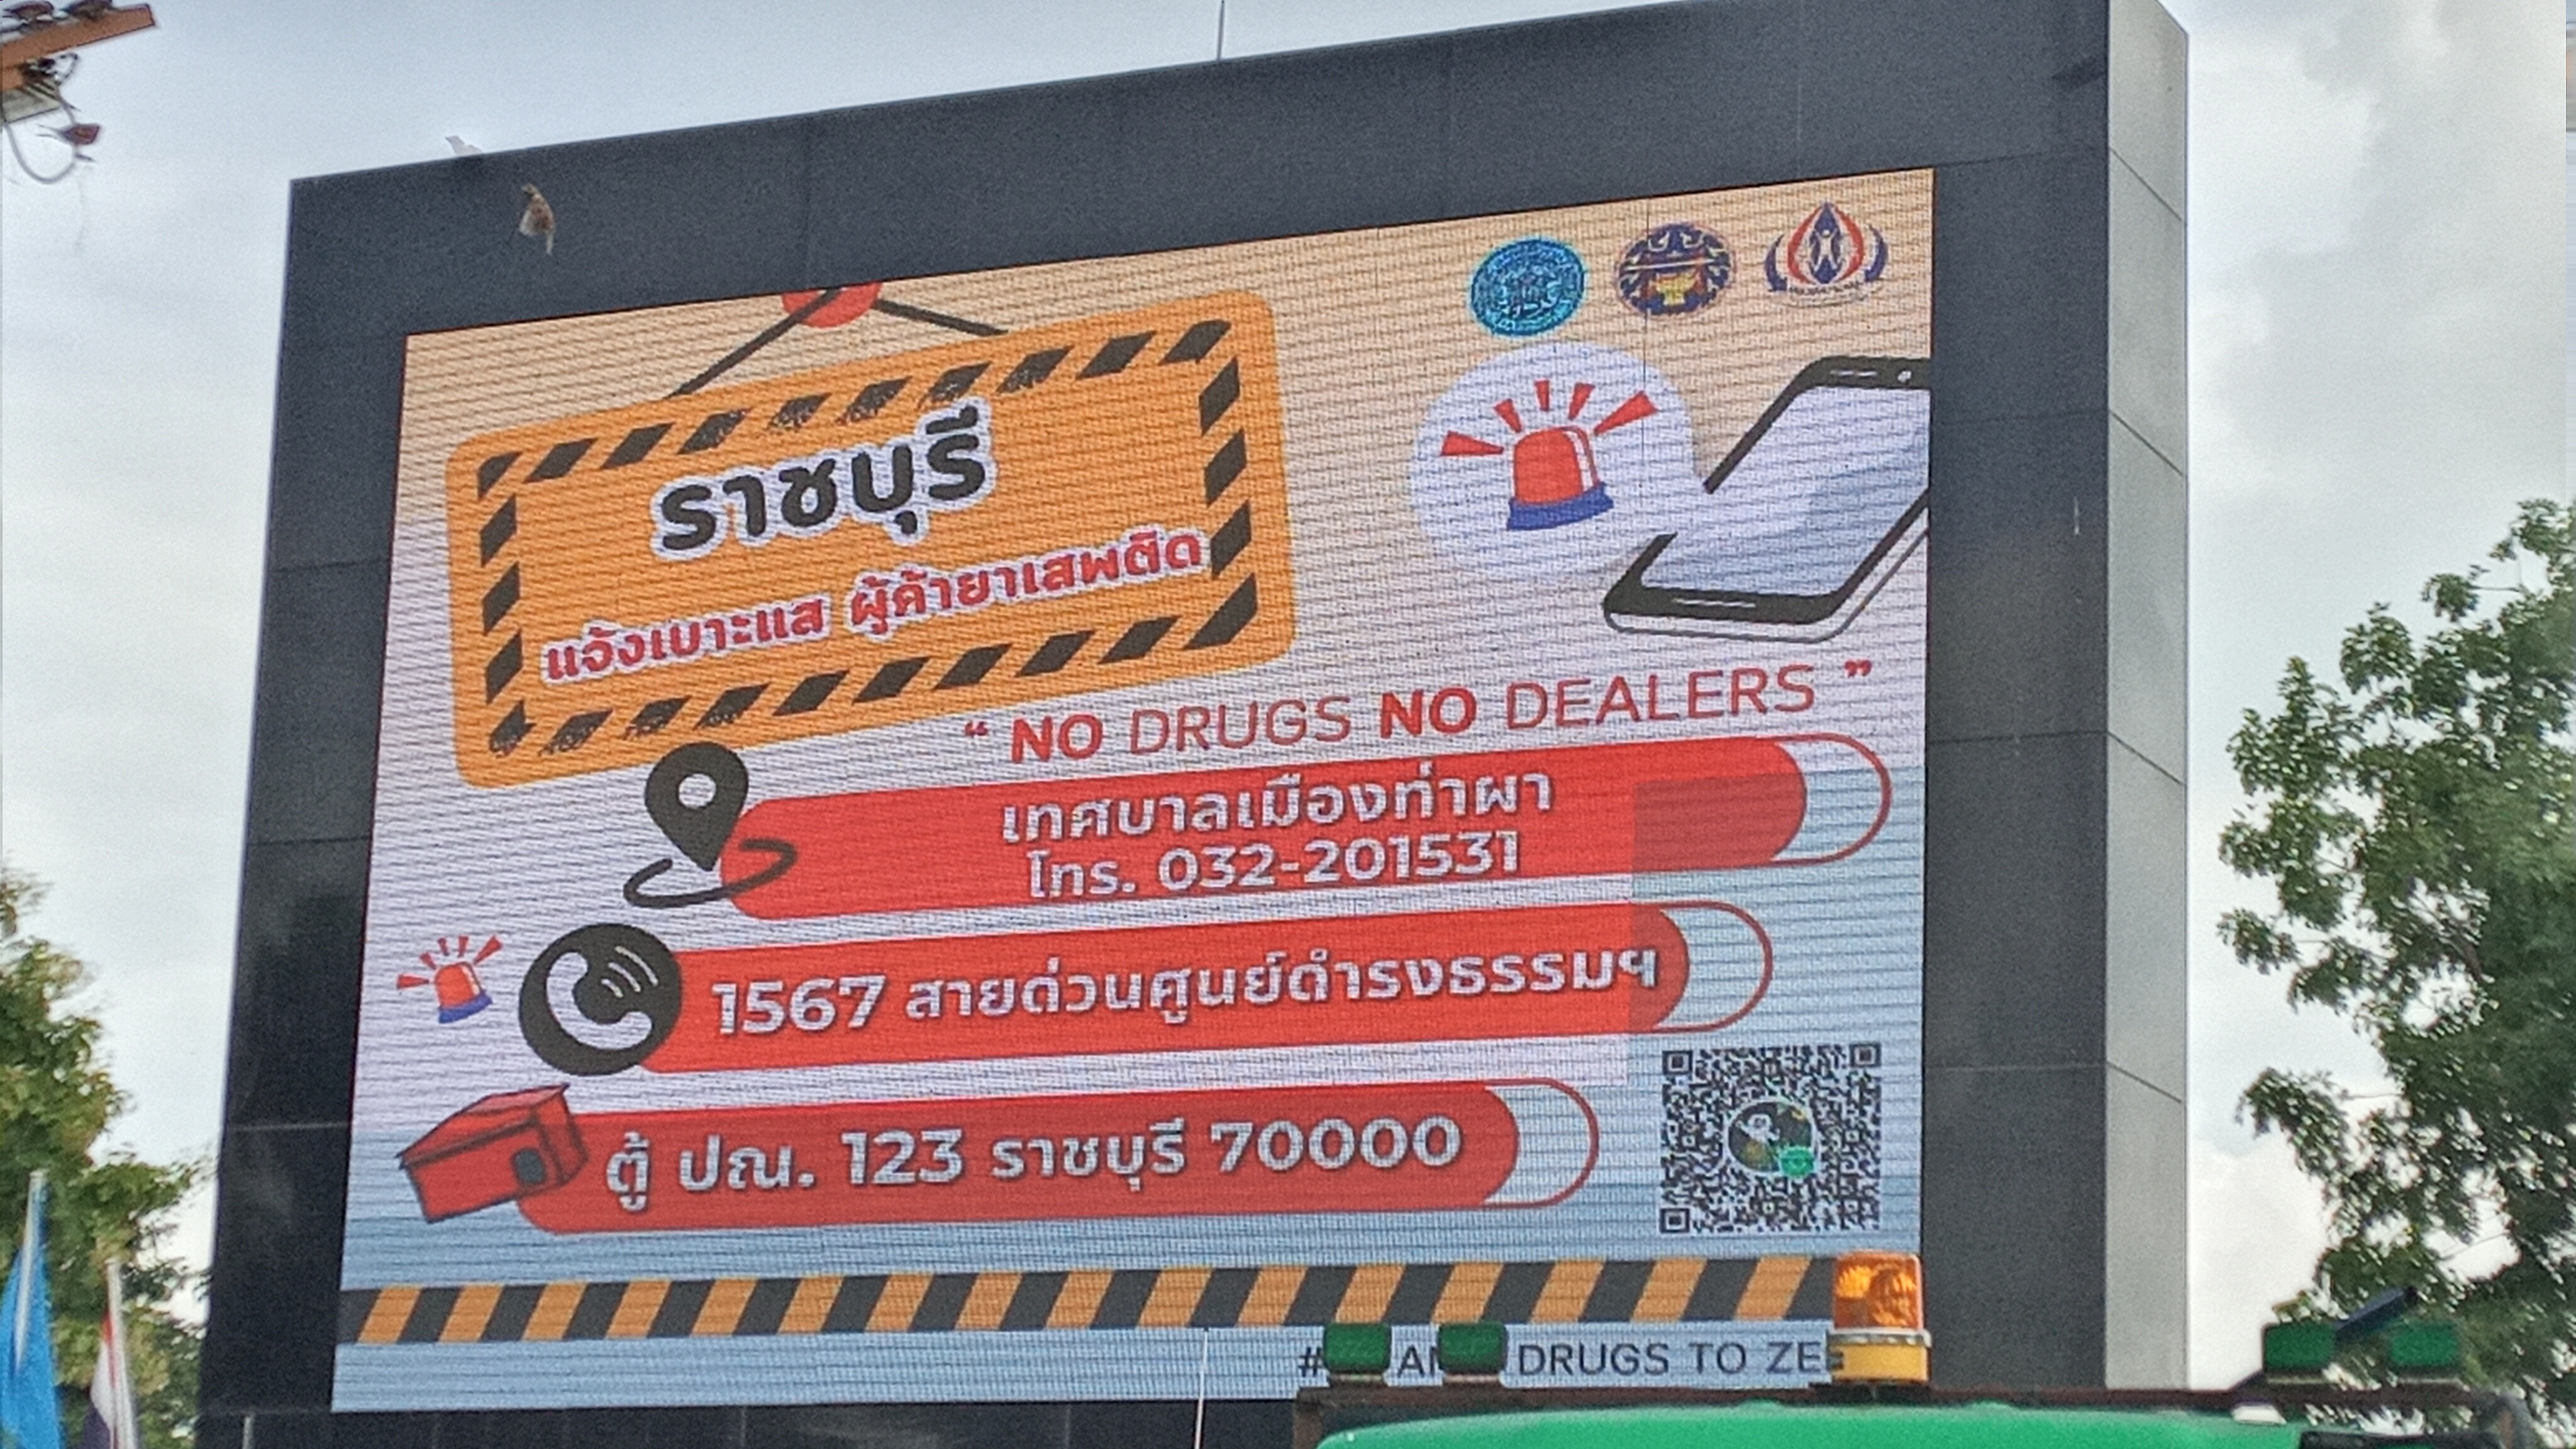 ราชบุรี
แจ้งเบาะแส ผู้ค้ายาเสพติด
“ NO DRUGS NO DEALERS ”
เทศบาลเมืองท่าผา
โทร. 032-201531
1567 สายด่วนศูนย์ดำรงธรรมฯ
ตู้ ปณ. 123 ราชบุรี 70000
DRUGS TO